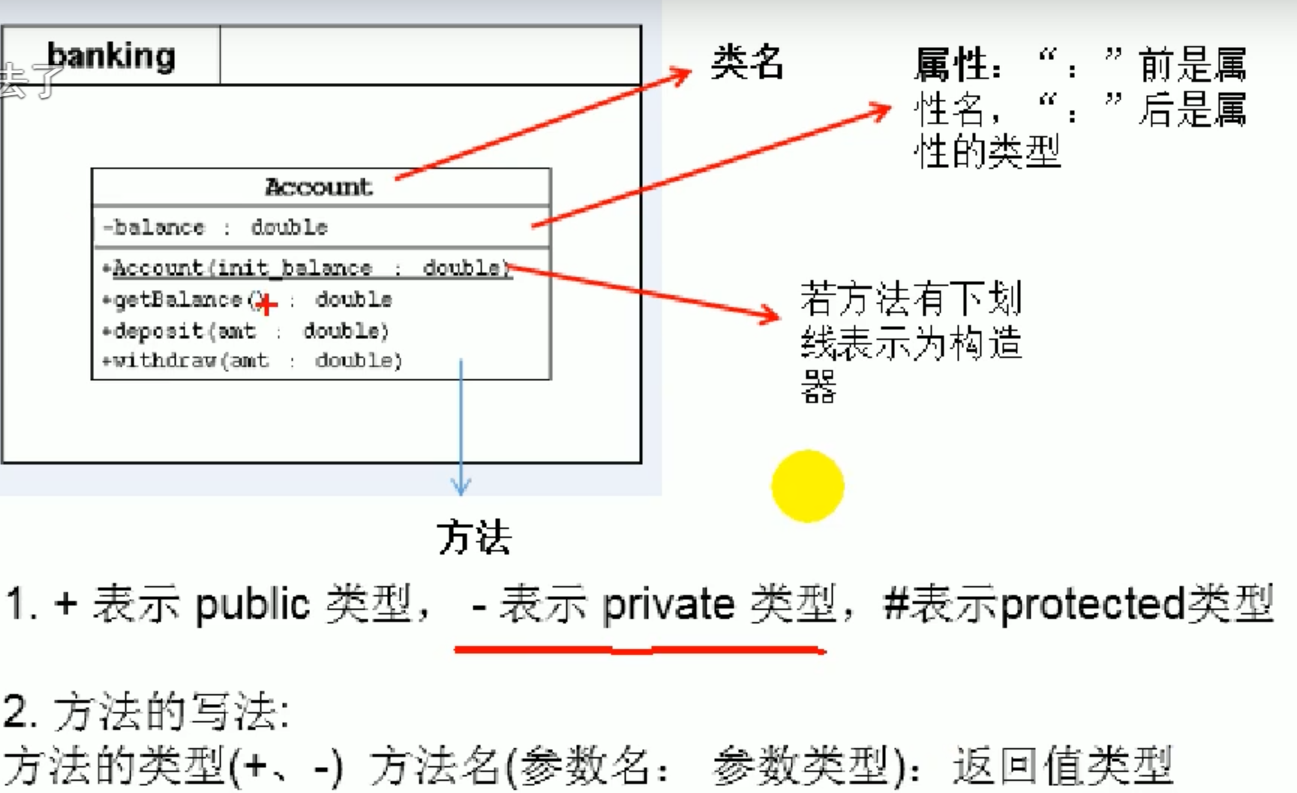 banking
去了
类名
属性：“：”前是属
性名，“：”后是属
性的类型
Account
-balance : double
+Account(init_balance : double)
+getBalance() : double
+deposit(amt : double)
+withdraw(amt : double)
若方法有下划
线表示为构造
器
方法
1. + 表示 public 类型， - 表示 private 类型，#表示protected类型
2. 方法的写法:
方法的类型(+、-) 方法名(参数名： 参数类型)：返回值类型